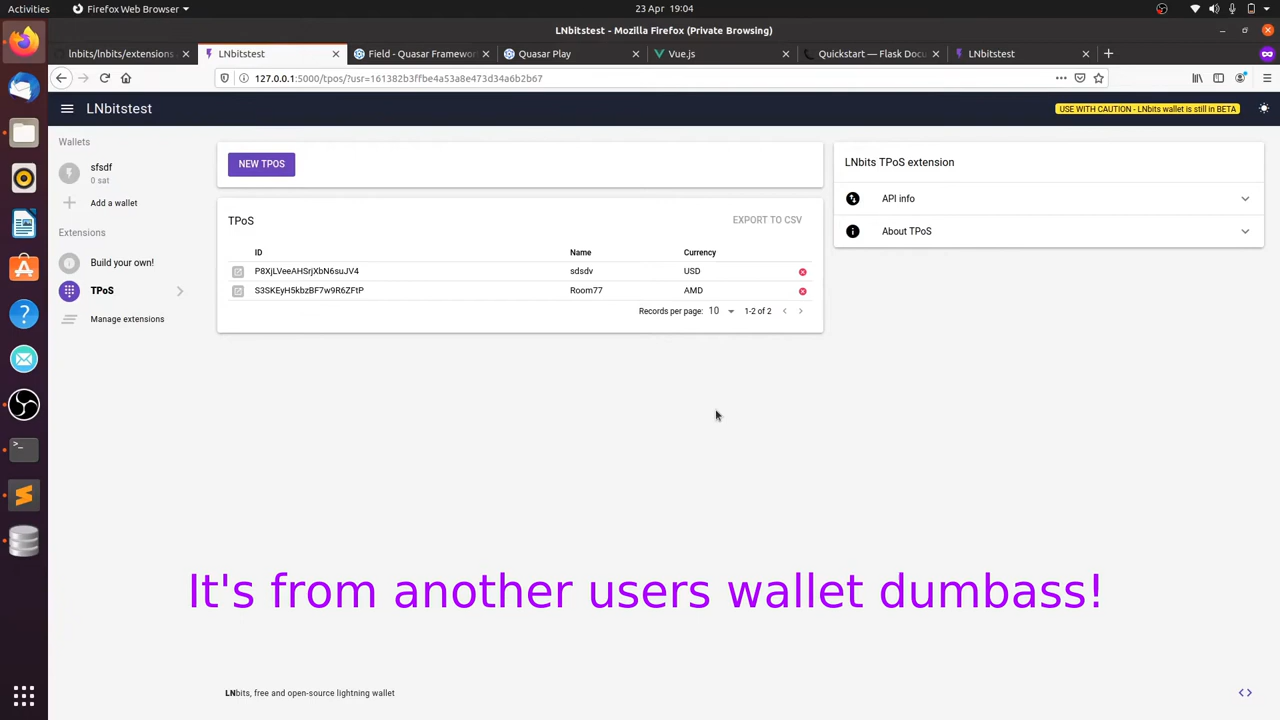 Activities
Firefox Web Browser
23 Apr 19:04
LNbitstest - Mozilla Firefox (Private Browsing)
lnbits/lnbits/extensions
LNbitstest
Field - Quasar Framewor
Quasar Play
Vue.js
Quickstart — Flask Docu
LNbitstest
127.0.0.1:5000/tpos/?usr=161382b3ffbe4a53a8e473d34a6b2b67
LNbitstest
USE WITH CAUTION - LNbits wallet is still in BETA
Wallets
sfsdf
0 sat
Add a wallet
Extensions
Build your own!
TPoS
Manage extensions
NEW TPOS
TPoS
EXPORT TO CSV
ID Name Currency
P8XjLVeeAHSrjXbN6suJV4 sdsdv USD
S3SKEyH5kbzBF7w9R6ZFtP Room77 AMD
Records per page: 10 1-2 of 2
LNbits TPoS extension
API info
About TPoS
It's from another users wallet dumbass!
LNbits, free and open-source lightning wallet